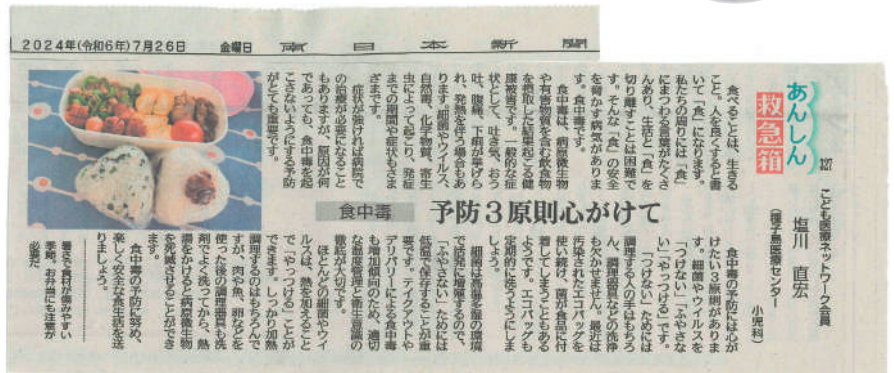 2024年(令和6年)7月26日 金曜日 南日本新聞
あんしん
救急箱
327
こども医療ネットワーク会員
塩川 直宏
(種子島医療センター
小児科)
食中毒 予防3原則心がけて
食べることは、生きる
こと。人を良くすると書
いて「食」になります。
私たちの周りには「食」
にまつわる言葉がたくさ
んあり、生活と「食」を
切り離すことは困難で
す。そんな「食」の安全
を脅かす病気がありま
す。食中毒です。
食中毒は、病原微生物
や有害物質を含む飲食物
を摂取した結果起こる健
康被害です。一般的な症
状として、吐き気、おう
吐、腹痛、下痢が挙げら
れ、発熱を伴う場合もあ
ります。細菌やウイルス、
自然毒、化学物質、寄生
虫によって起こり、発症
までの期間や症状もさま
ざまです。
症状が強ければ病院で
の治療が必要になること
もありますが、原因が何
であっても、食中毒を起
こさないようにする予防
がとても重要です。
食中毒の予防には心が
けたい3原則がありま
す。細菌やウイルスを
「つけない」「ふやさな
い」「やっつける」です。
「つけない」ためには
調理する人の手はもちろ
ん、調理器具などの洗浄
も欠かせません。最近は
汚染されたエコバッグを
使い続け、菌が食品に付
着してしまうこともある
ようです。エコバッグも
定期的に洗うようにしま
しょう。
細菌は高温多湿の環境
で活発に増殖するので、
「ふやさない」ためには
低温で保存することが重
要です。テイクアウトや
デリバリーによる食中毒
も増加傾向のため、適切
な温度管理と衛生意識の
徹底が大切です。
ほとんどの細菌やウイ
ルスは、熱を加えること
で「やっつける」ことが
できます。しっかり加熱
調理するのはもちろんで
すが、肉や魚、卵などを
使った後の調理器具も洗
剤でよく洗ってから、熱
湯をかけると病原微生物
を死滅させることができ
ます。
食中毒の予防に努め、
楽しく安全な食生活を送
りましょう。
暑さで食材が傷みやすい
季節。お弁当にも注意が
必要だ